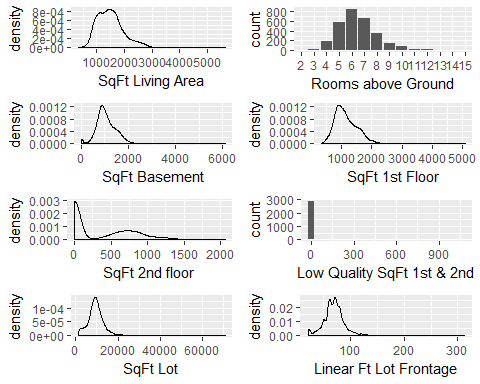 density
8e-04
6e-04
4e-04
2e-04
0e+00
100020003000 4000 5000
SqFt Living Area
count
800
600
400
200
0
2 3 4 5 6 7 8 9 10 11 12 13 14 15
Rooms above Ground
density
0.0012
0.0008
0.0004
0.0000
0 2000 4000 6000
SqFt Basement
density
0.0012
0.0008
0.0004
0.0000
1000 2000 3000 4000 5000
SqFt 1st Floor
density
0.003
0.002
0.001
0.000
0 500 1000 1500 2000
SqFt 2nd floor
count
3000
2000
1000
0
0 300 600 900
Low Quality SqFt 1st & 2nd
density
1e-04
5e-05
0e+00
0 20000 40000 60000
SqFt Lot
density
0.02
0.01
0.00
100 200 300
Linear Ft Lot Frontage